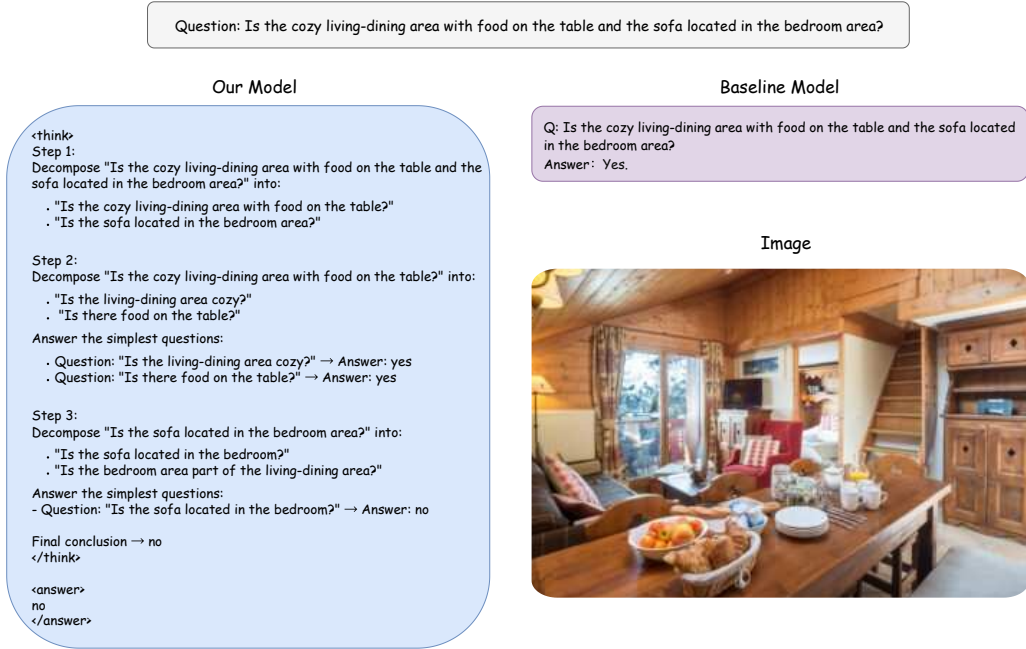 Question: Is the cozy living-dining area with food on the table and the sofa located in the bedroom area?
Our Model
<think>
Step 1:
Decompose "Is the cozy living-dining area with food on the table and the
sofa located in the bedroom area?" into:
. "Is the cozy living-dining area with food on the table?"
. "Is the sofa located in the bedroom area?"
Step 2:
Decompose "Is the cozy living-dining area with food on the table?" into:
. "Is the living-dining area cozy?"
. "Is there food on the table?"
Answer the simplest questions:
. Question: "Is the living-dining area cozy?" → Answer: yes
. Question: "Is there food on the table?" → Answer: yes
Step 3:
Decompose "Is the sofa located in the bedroom area?" into:
. "Is the sofa located in the bedroom?"
. "Is the bedroom area part of the living-dining area?"
Answer the simplest questions:
- Question: "Is the sofa located in the bedroom?" → Answer: no
Final conclusion → no
</think>
<answer>
no
</answer>
Baseline Model
Q: Is the cozy living-dining area with food on the table and the sofa located
in the bedroom area?
Answer: Yes.
Image